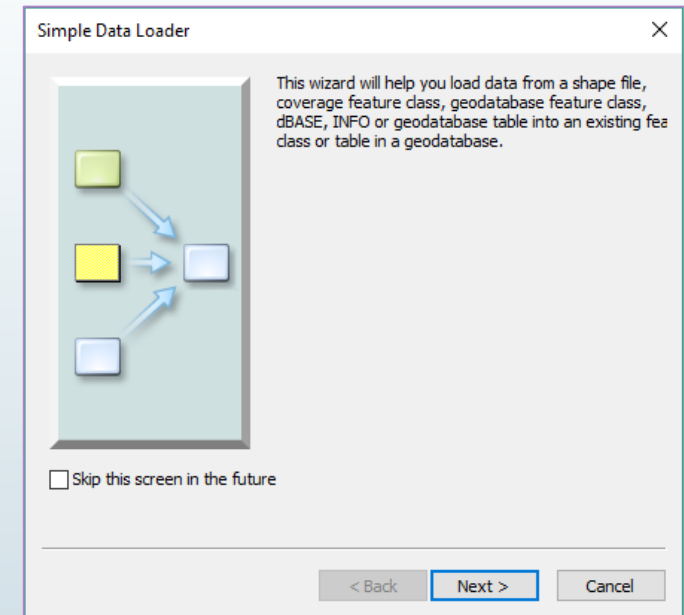 Simple Data Loader
This wizard will help you load data from a shape file,
coverage feature class, geodatabase feature class,
dBASE, INFO or geodatabase table into an existing fea
class or table in a geodatabase.
Skip this screen in the future
< Back
Next >
Cancel